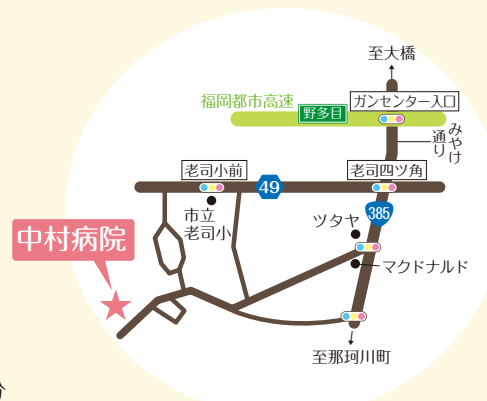 至大橋
福岡都市高速
野多目
ガンセンター入口
みやけ
通り
老司小前
49
老司四ツ角
市立
老司小
385
ツタヤ
中村病院
マクドナルド
至那珂川町
分